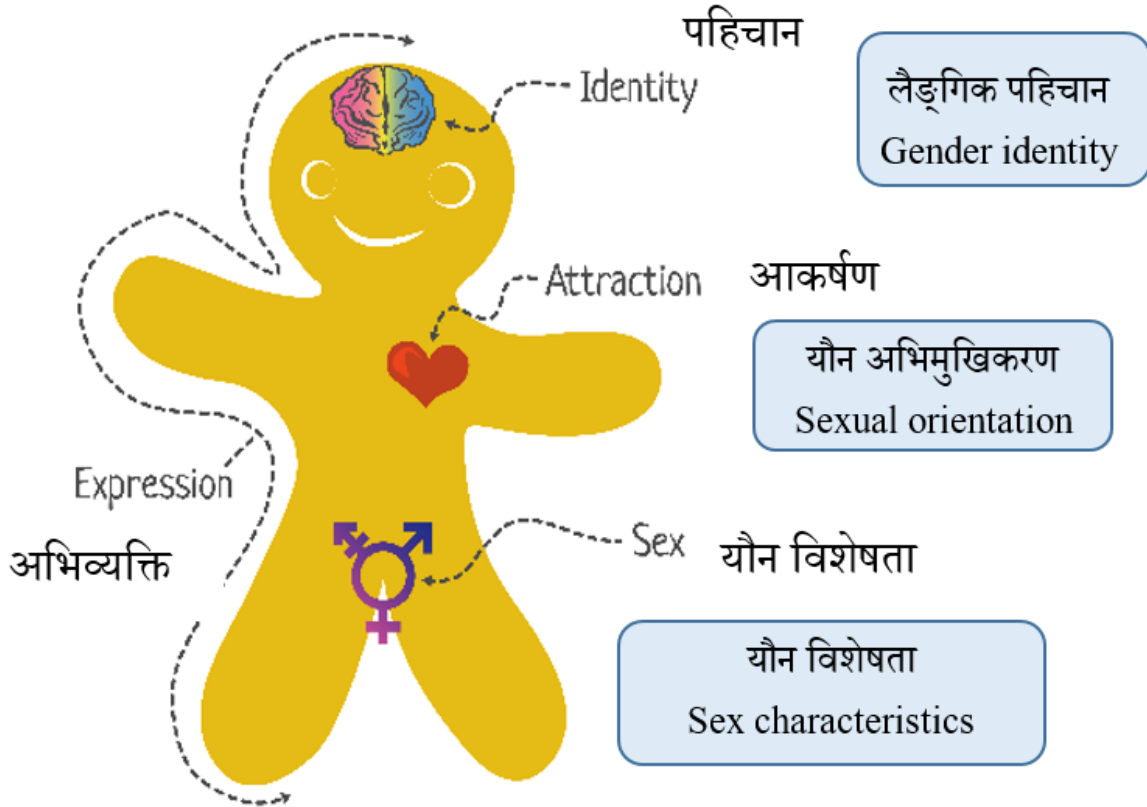 पहिचान
Identity
लैङ्गिक पहिचान
Gender identity
Attraction
आकर्षण
यौन अभिमुखिकरण
Sexual orientation
Expression
अभिव्यक्ति
Sex
यौन विशेषता
यौन विशेषता
Sex characteristics